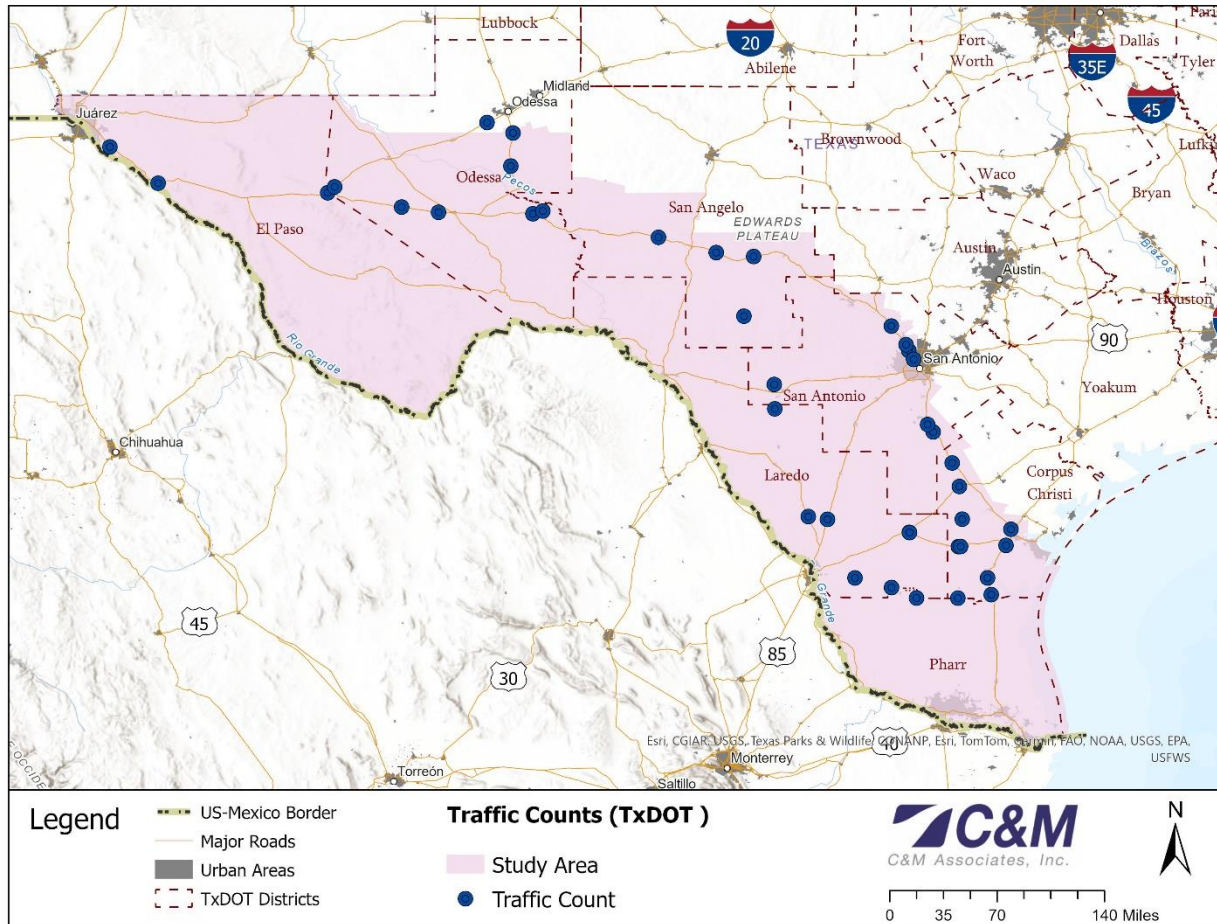 Lubbock
20
Abilene
Fort
Worth
Dallas
35E
Tyler
45
Midland
Odessa
Juárez
TEXAS
Brownwood
Waco
Bryan
Odessa
Pecos
San Angelo
El Paso
EDWARDS
PLATEAU
Austin
Austin
Brazos
Houston
Rio Grande
90
San Antonio
Yoakum
San Antonio
Chihuahua
Laredo
Corpus
Christi
Grande
45
30
85
Pharr
40
Esri, CGIAR, USGS, Texas Parks & Wildlife, CONANP, Esri, TomTom, Garmin, FAO, NOAA, USGS, EPA,
USFWS
Monterrey
Torreón
Saltillo
Legend
US-Mexico Border
Major Roads
Urban Areas
TxDOT Districts
Traffic Counts (TxDOT )
Study Area
Traffic Count
C&M
C&M Associates, Inc.
N
0 35 70 140 Miles